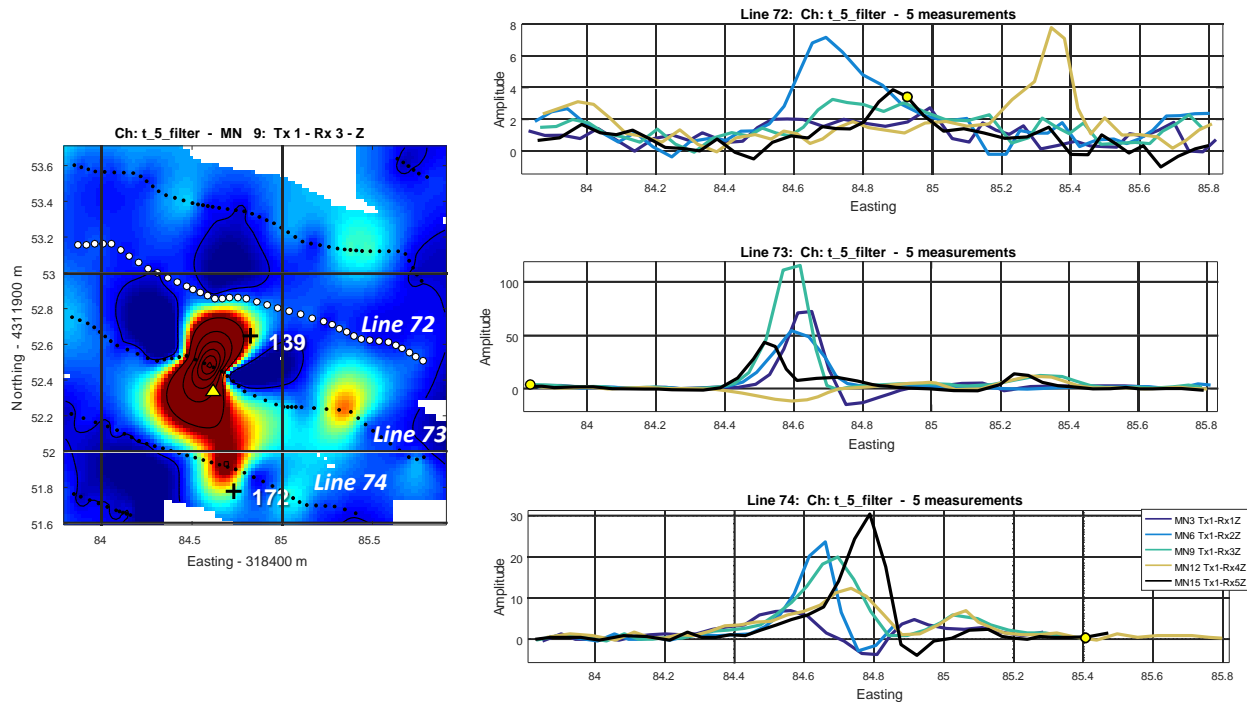 Ch: t_5_filter - MN 9: Tx 1 - Rx 3 - Z
53.6
53.4
53.2
53
52.8
52.6
52.4
52.2
52
51.8
51.6
Northing - 4311900 m
84
84.5
85
85.5
Easting - 318400 m
Line 72
139
Line 73
Line 74
172
Line 72: Ch: t_5_filter - 5 measurements
8
6
4
2
0
Amplitude
84
84.2
84.4
84.6
84.8
85
85.2
85.4
85.6
85.8
Easting
Line 73: Ch: t_5_filter - 5 measurements
100
50
0
Amplitude
84
84.2
84.4
84.6
84.8
85
85.2
85.4
85.6
85.8
Easting
Line 74: Ch: t_5_filter - 5 measurements
30
20
10
0
Amplitude
84
84.2
84.4
84.6
84.8
85
85.2
85.4
85.6
85.8
Easting
MN3 Tx1-Rx1Z
MN6 Tx1-Rx2Z
MN9 Tx1-Rx3Z
MN12 Tx1-Rx4Z
MN15 Tx1-Rx5Z